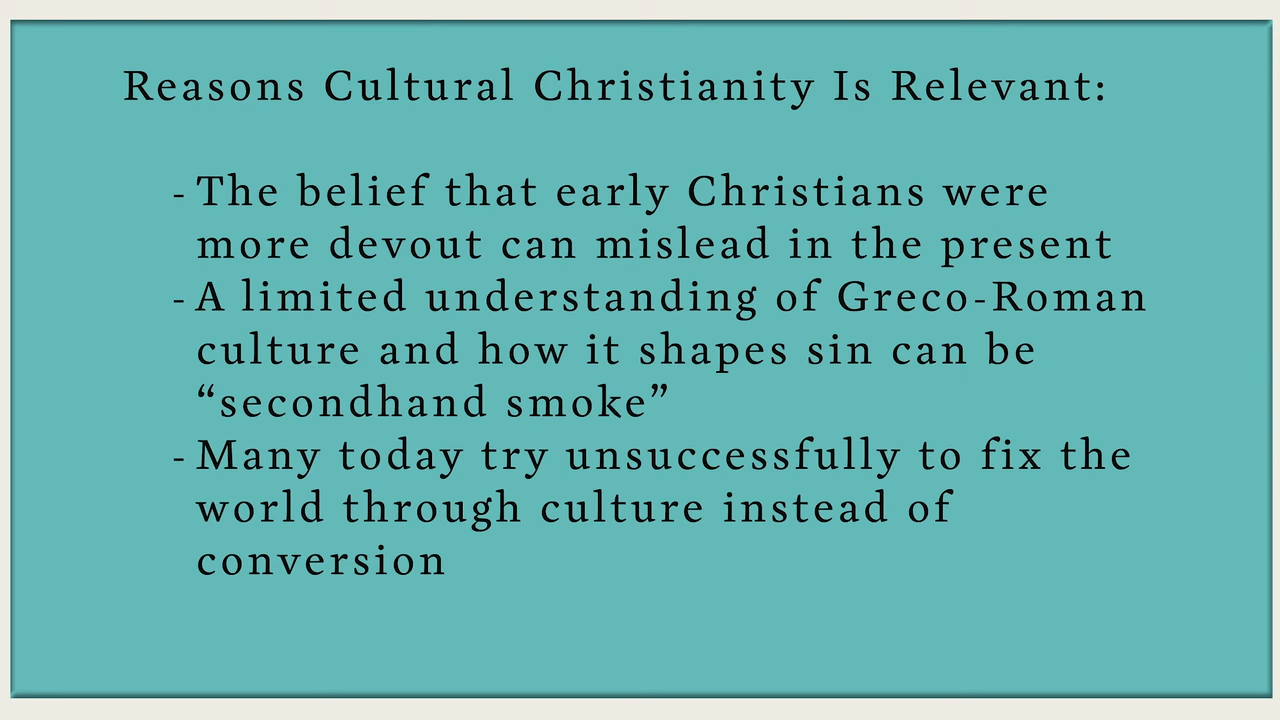 Reasons Cultural Christianity Is Relevant:
- The belief that early Christians were
more devout can mislead in the present
- A limited understanding of Greco-Roman
culture and how it shapes sin can be
“secondhand smoke”
- Many today try unsuccessfully to fix the
world through culture instead of
conversion